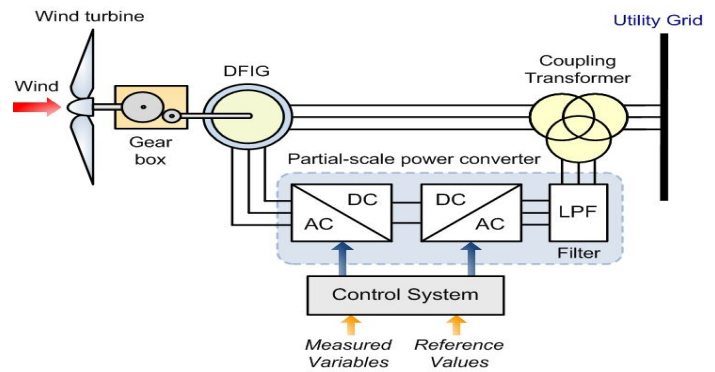 Wind turbine
Utility Grid
DFIG
Coupling
Transformer
Wind
Gear
box
Partial-scale power converter
DC
AC
DC
AC
LPF
Filter
Control System
Measured
Variables
Reference
Values